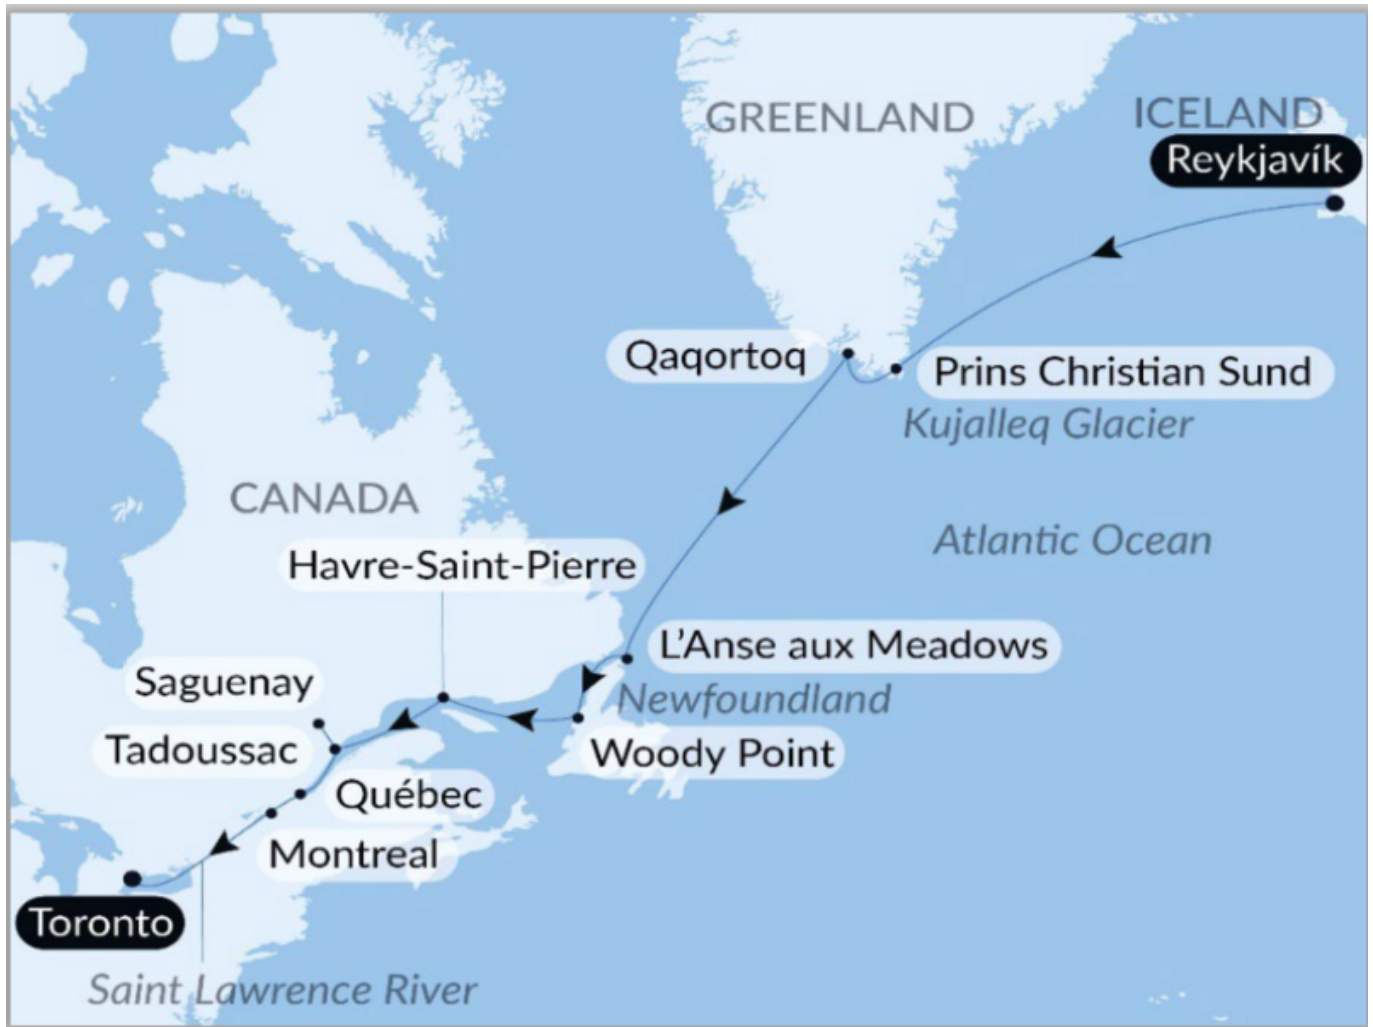 GREENLAND
ICELAND
Reykjavík
Qaqortoq
Prins Christian Sund
Kujalleq Glacier
CANADA
Atlantic Ocean
Havre-Saint-Pierre
L'Anse aux Meadows
Saguenay
Newfoundland
Tadoussac
Woody Point
Québec
Montreal
Toronto
Saint Lawrence River